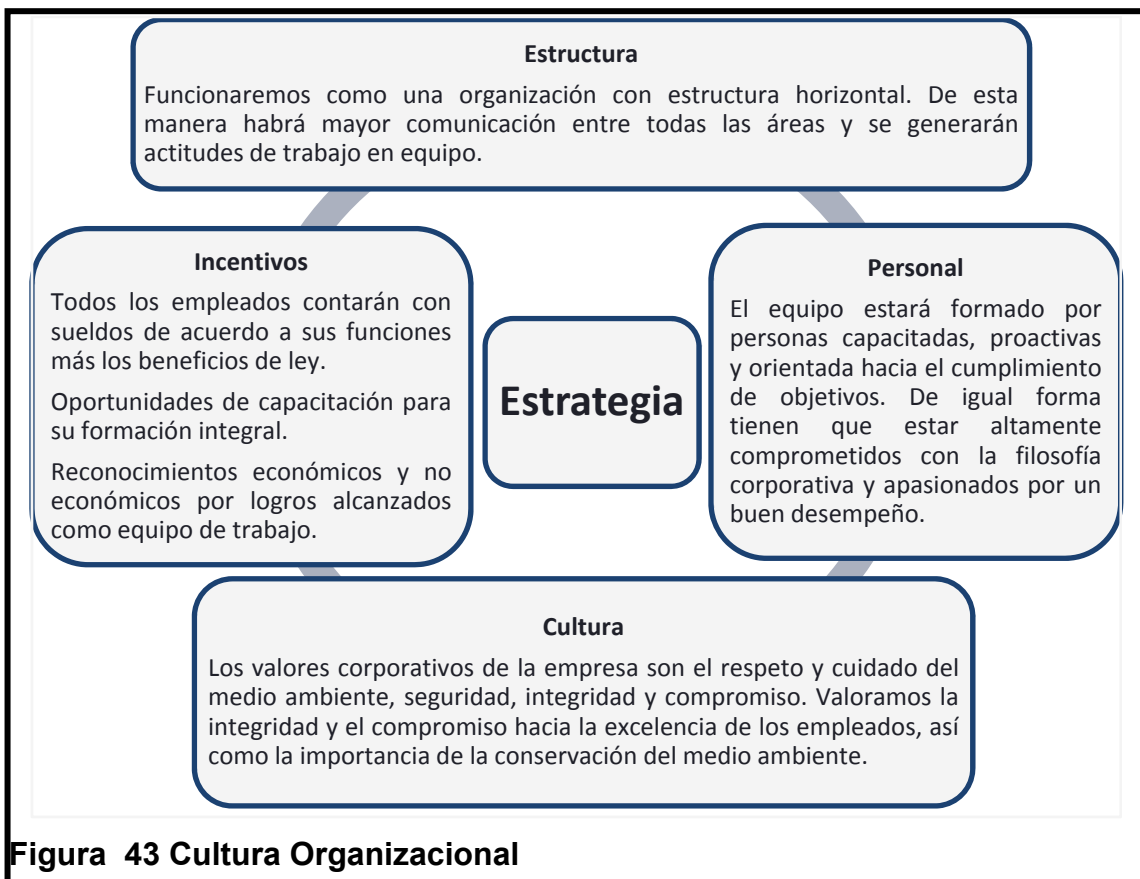 Estructura
Funcionaremos como una organización con estructura horizontal. De esta
manera habrá mayor comunicación entre todas las áreas y se generarán
actitudes de trabajo en equipo.
Incentivos
Todos los empleados contarán con
sueldos de acuerdo a sus funciones
más los beneficios de ley.
Oportunidades de capacitación para
su formación integral.
Reconocimientos económicos y no
económicos por logros alcanzados
como equipo de trabajo.
Estrategia
Personal
El equipo estará formado por
personas capacitadas, proactivas
y orientada hacia el cumplimiento
de objetivos. De igual forma
tienen que estar altamente
comprometidos con la filosofía
corporativa y apasionados por un
buen desempeño.
Cultura
Los valores corporativos de la empresa son el respeto y cuidado del
medio ambiente, seguridad, integridad y compromiso. Valoramos la
integridad y el compromiso hacia la excelencia de los empleados, así
como la importancia de la conservación del medio ambiente.
Figura 43 Cultura Organizacional